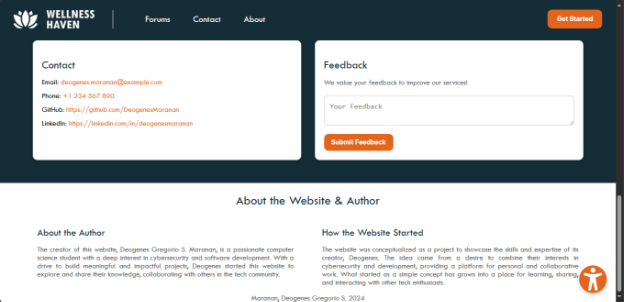 WELLNESS
HAVEN
Forums
Contact
About
Get Started
Contact
Email: deogenes.maranan@example.com
Phone: +1 234 567 890
GitHub: https://github.com/DeogenesMaranan
LinkedIn: https://linkedin.com/in/deogenesmaranan
Feedback
We value your feedback to improve our services!
Your Feedback
Submit Feedback
About the Website & Author
About the Author
The creator of this website, Deogenes Gregorio S. Maranan, is a passionate computer
science student with a deep interest in cybersecurity and software development. With a
drive to build meaningful and impactful projects, Deogenes started this website to
explore and share their knowledge, collaborating with others in the tech community.
How the Website Started
The website was conceptualized as a project to showcase the skills and expertise of its
creator, Deogenes. The idea came from a desire to combine their interests in
cybersecurity and development, providing a platform for personal and collaborative
work. What started as a simple concept has grown into a place for learning, sharing,
and interacting with other tech enthusiasts.
Maranan, Deogenes Gregorio S. 2024